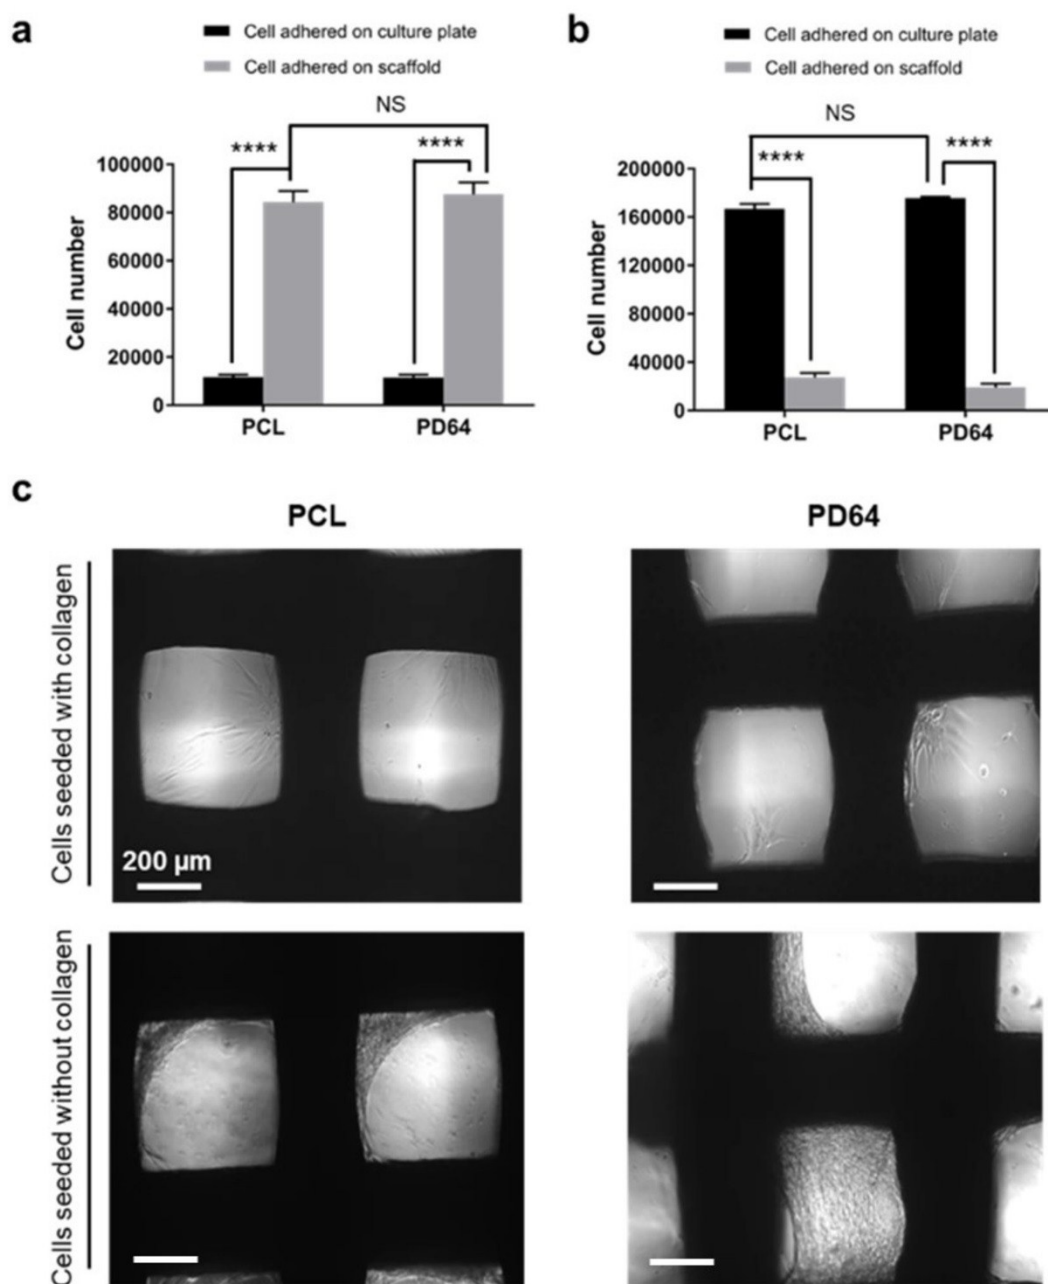 a
Cell adhered on culture plate
Cell adhered on scaffold
NS
****
****
Cell number
100000
80000
60000
40000
20000
0
PCL
PD64
b
Cell adhered on culture plate
Cell adhered on scaffold
NS
****
****
Cell number
200000
160000
120000
80000
40000
0
PCL
PD64
c
PCL
PD64
Cells seeded with collagen
200 μm
Cells seeded without collagen